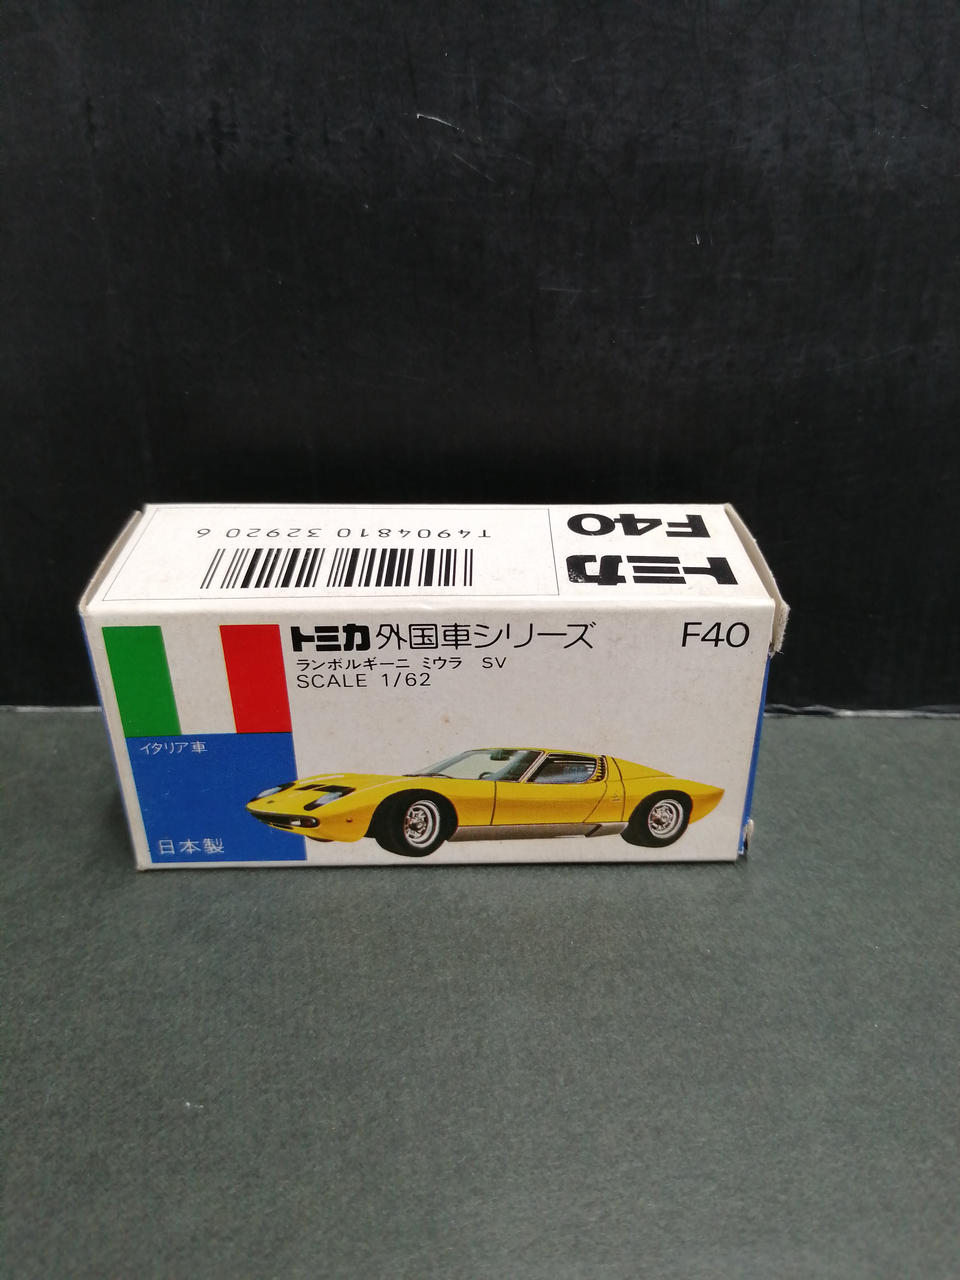 T4904810 32920 6
F40
トミカ
トミカ 外国車シリーズ F40
ランボルギーニ ミウラ SV
SCALE 1/62
イタリア車
日本製